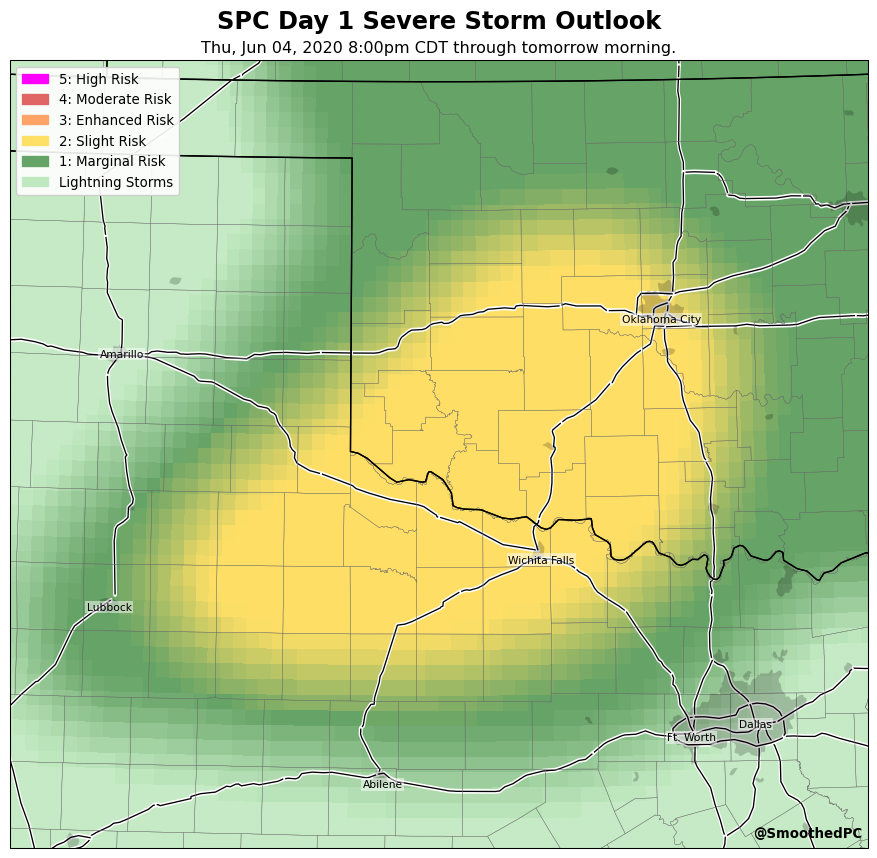 SPC Day 1 Severe Storm Outlook
Thu, Jun 04, 2020 8:00pm CDT through tomorrow morning.
5: High Risk
4: Moderate Risk
3: Enhanced Risk
2: Slight Risk
1: Marginal Risk
Lightning Storms
Oklahoma City
Amarillo
Wichita Falls
Lubbock
Dallas
Ft. Worth
Abilene
@SmoothedPC